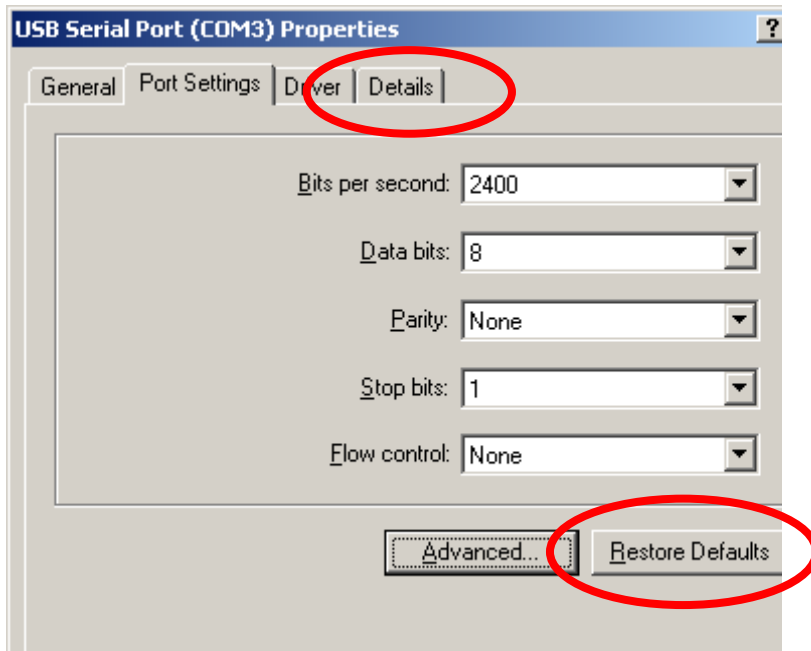 USB Serial Port (COM3) Properties ?
General Port Settings Driver Details
Bits per second: 2400
Data bits: 8
Parity: None
Stop bits: 1
Flow control: None
Advanced... Restore Defaults